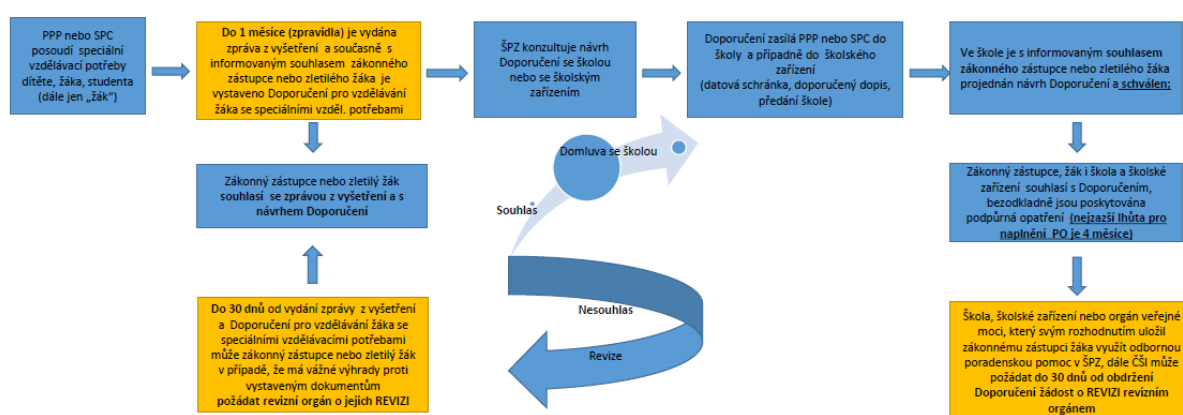 PPP nebo SPC
posoudí speciální
vzdělávací potřeby
dítěte, žáka, studenta
(dále jen „žák“)
Do 1 měsíce (zpravidla) je vydána
zpráva z vyšetření a současně s
informovaným souhlasem zákonného
zástupce nebo zletilého žáka je
vystaveno Doporučení pro vzdělávání
žáka se speciálními vzděl. potřebami
ŠPZ konzultuje návrh
Doporučení se školou
nebo se školským
zařízením
Doporučení zasílá PPP nebo SPC do
školy a případně do školského
zařízení
(datová schránka, doporučený dopis,
předání škole)
Ve škole je s informovaným souhlasem
zákonného zástupce nebo zletilého žáka
projednán návrh Doporučení a schválen;
Zákonný zástupce nebo zletilý žák
souhlasí se zprávou z vyšetření a s
návrhem Doporučení
Domluva se školou
Souhlas
Zákonný zástupce, žák i škola a školské
zařízení souhlasí s Doporučením,
bezodkladně jsou poskytována
podpůrná opatření (nejzazší lhůta pro
naplnění PO je 4 měsíce)
Do 30 dnů od vydání zprávy z vyšetření
a Doporučení pro vzdělávání žáka se
speciálními vzdělávacími potřebami
může zákonný zástupce nebo zletilý žák
v případě, že má vážné výhrady proti
vystaveným dokumentům
požádat revizní orgán o jejich REVIZI
Nesouhlas
Revize
Škola, školské zařízení nebo orgán veřejné
moci, který svým rozhodnutím uložil
zákonnému zástupci žáka využít odbornou
poradenskou pomoc v ŠPZ, dále ČŠI může
požádat do 30 dnů od obdržení
Doporučení žádost o REVIZI revizním
orgánem